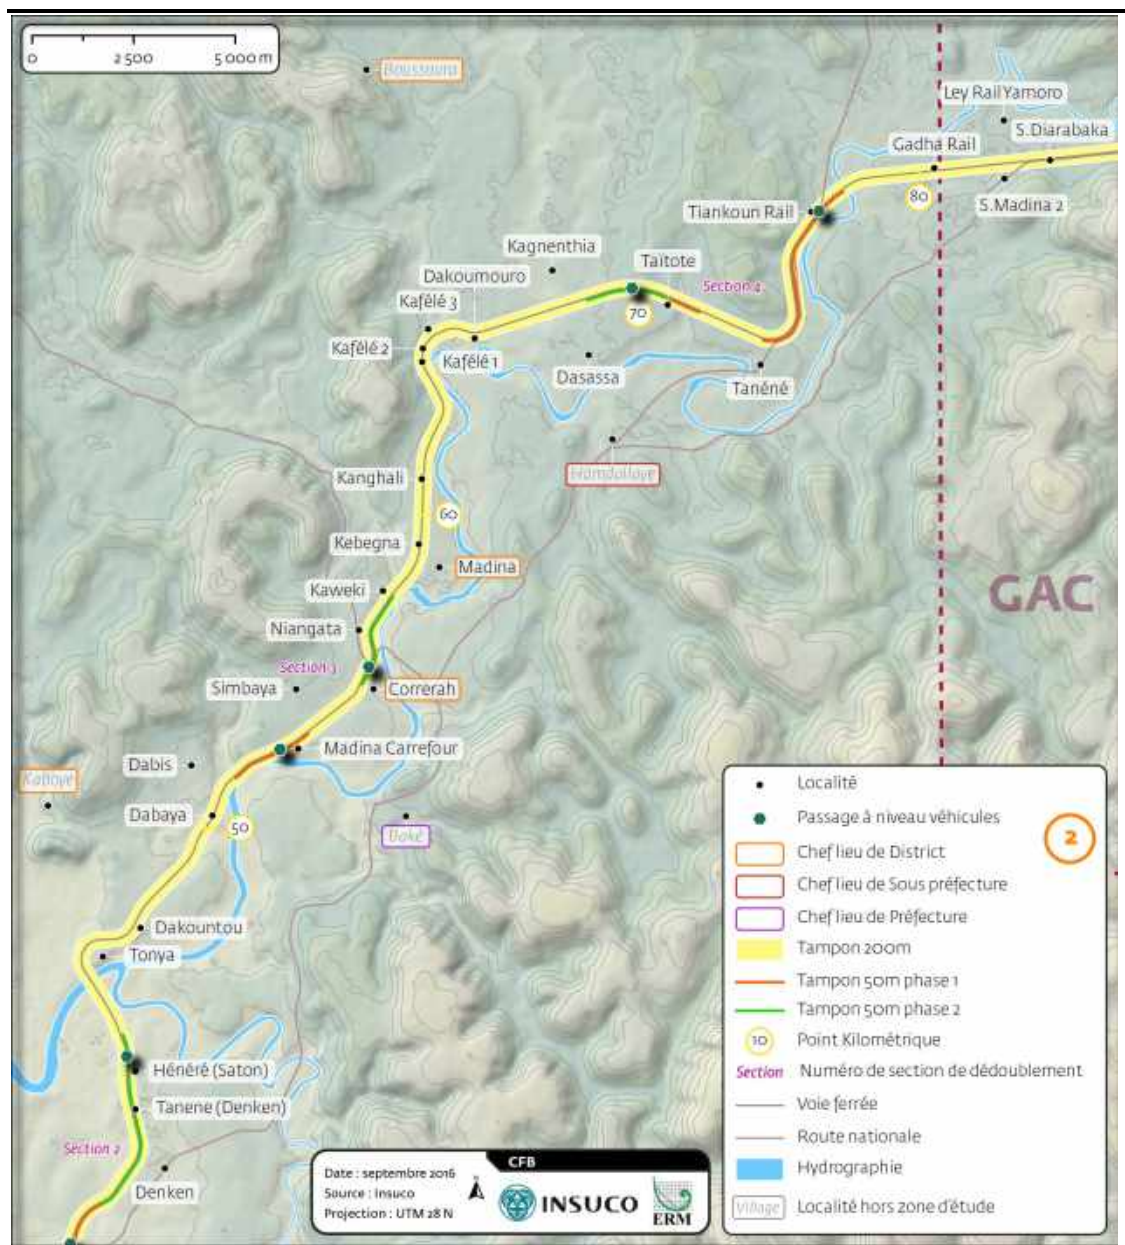 0 2 500 5 000 m
Boussoura
Ley Rail Yamoro
S.Diarabaka
Gadha Rail
80
S.Madina 2
Tiankoun Rail
Kagnenthia
Taïtote
Dakoumouro
Section 4
Kafélé 3
70
Kafélé 2
Kafélé 1
Dasassa
Tanéné
Hamdallaye
Kanghali
60
Kebegna
Madina
Kaweki
GAC
Niangata
Section 3
Simbaya
Correrah
Madina Carrefour
Dabis
Kaboye
Dabaya
50
Boké
Dakountou
Tonya
Hénéré (Saton)
Tanene (Denken)
Section 2
Denken
2
Localité
Passage à niveau véhicules
Chef lieu de District
Chef lieu de Sous préfecture
Chef lieu de Préfecture
Tampon 200m
Tampon 50m phase 1
Tampon 50m phase 2
10 Point Kilométrique
Section Numéro de section de dédoublement
Voie ferrée
Route nationale
Hydrographie
Village Localité hors zone d'étude
CFB
Date : septembre 2016
Source : Insuco
Projection : UTM 28 N
INSUCO
ERM